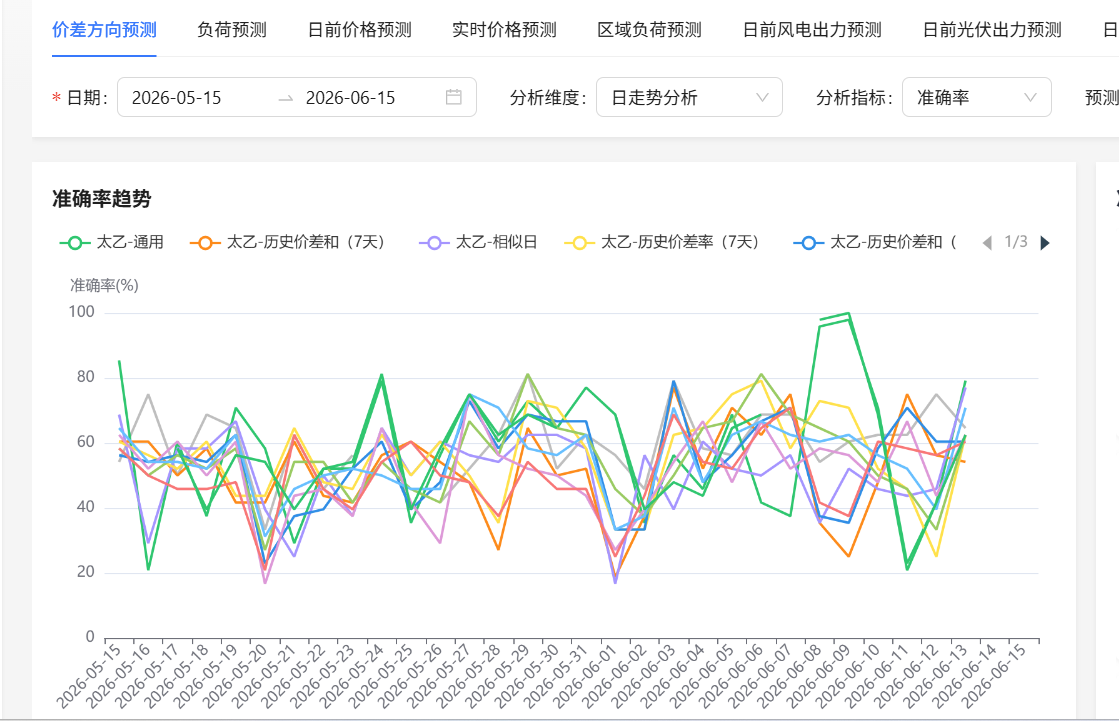 价差方向预测 负荷预测 日前价格预测 实时价格预测 区域负荷预测 日前风电出力预测 日前光伏出力预测 日
* 日期： 2026-05-15 → 2026-06-15 分析维度： 日走势分析 分析指标： 准确率 预测
准确率趋势
太乙-通用 太乙-历史价差和（7天） 太乙-相似日 太乙-历史价差率（7天） 太乙-历史价差和（ 1/3
准确率(%)
100
80
60
40
20
0
2026-05-15 2026-05-16 2026-05-17 2026-05-18 2026-05-19 2026-05-20 2026-05-21 2026-05-22 2026-05-23 2026-05-24 2026-05-25 2026-05-26 2026-05-27 2026-05-28 2026-05-29 2026-05-30 2026-05-31 2026-06-01 2026-06-02 2026-06-03 2026-06-04 2026-06-05 2026-06-06 2026-06-07 2026-06-08 2026-06-09 2026-06-10 2026-06-11 2026-06-12 2026-06-13 2026-06-14 2026-06-15